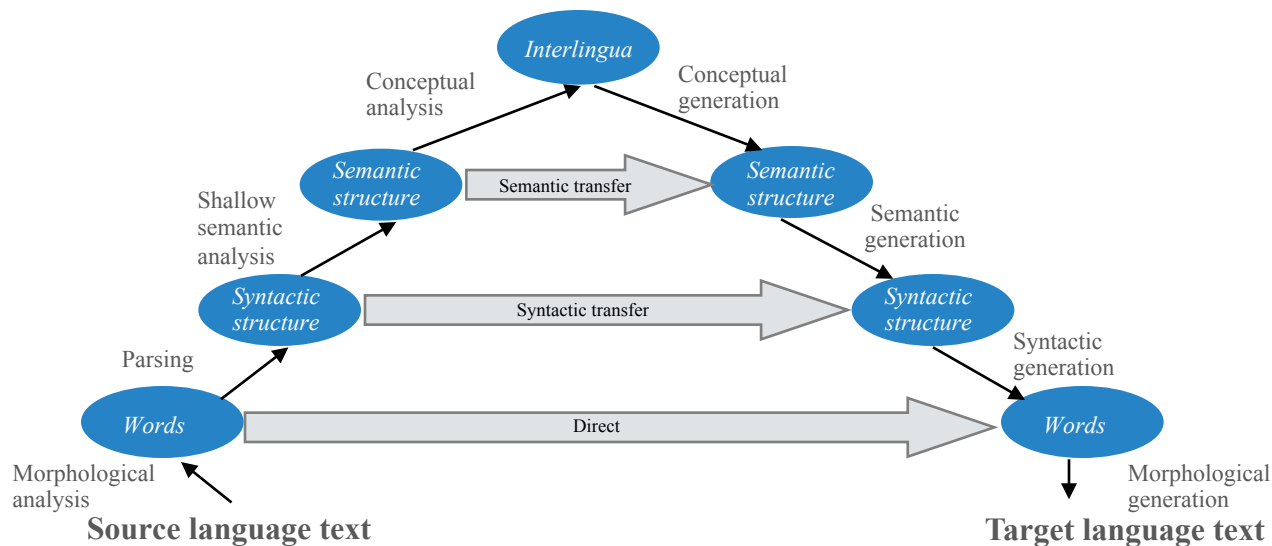 Interlingua
Conceptual
analysis
Conceptual
generation
Semantic
structure
Semantic transfer
Semantic
structure
Shallow
semantic
analysis
Semantic
generation
Syntactic
structure
Syntactic transfer
Syntactic
structure
Parsing
Syntactic
generation
Words
Direct
Words
Morphological
analysis
Morphological
generation
Source language text
Target language text